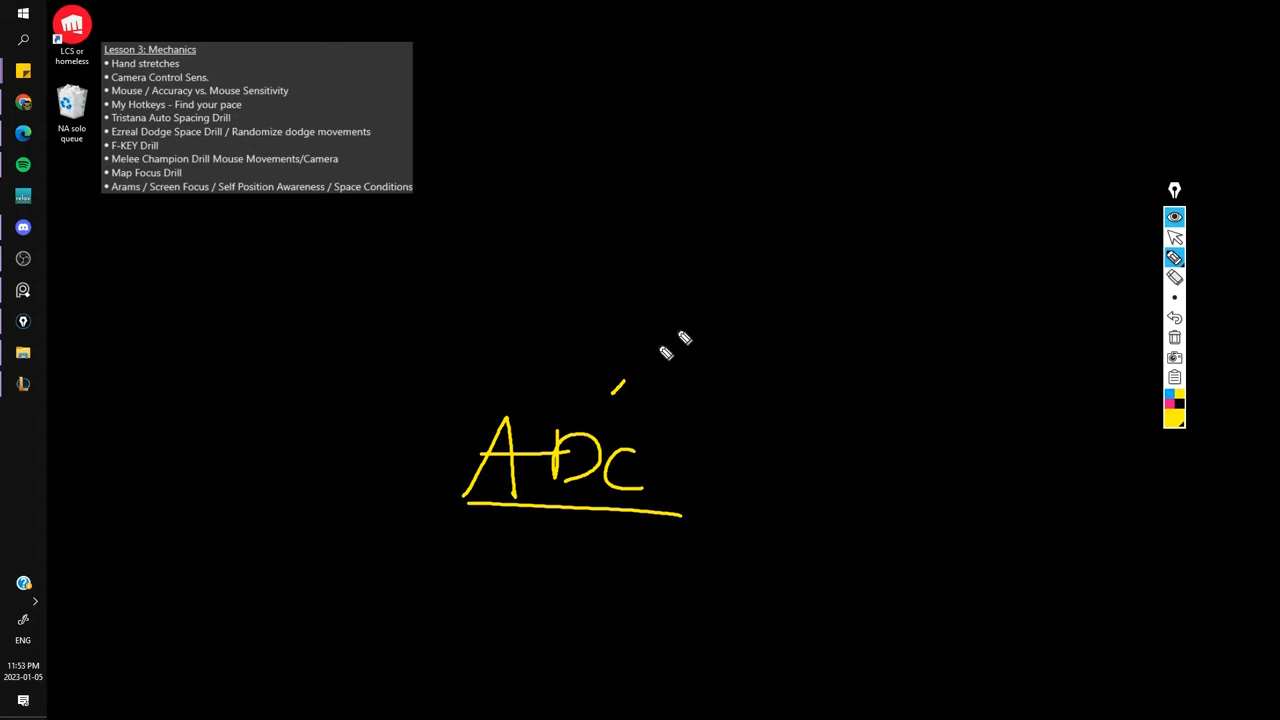 LCS or
homeless
NA solo
queue
Lesson 3: Mechanics
• Hand stretches
• Camera Control Sens.
• Mouse / Accuracy vs. Mouse Sensitivity
• My Hotkeys - Find your pace
• Tristana Auto Spacing Drill
• Ezreal Dodge Space Drill / Randomize dodge movements
• F-KEY Drill
• Melee Champion Drill Mouse Movements/Camera
• Map Focus Drill
• Arams / Screen Focus / Self Position Awareness / Space Conditions
ADC
relax
ENG
11:53 PM
2023-01-05